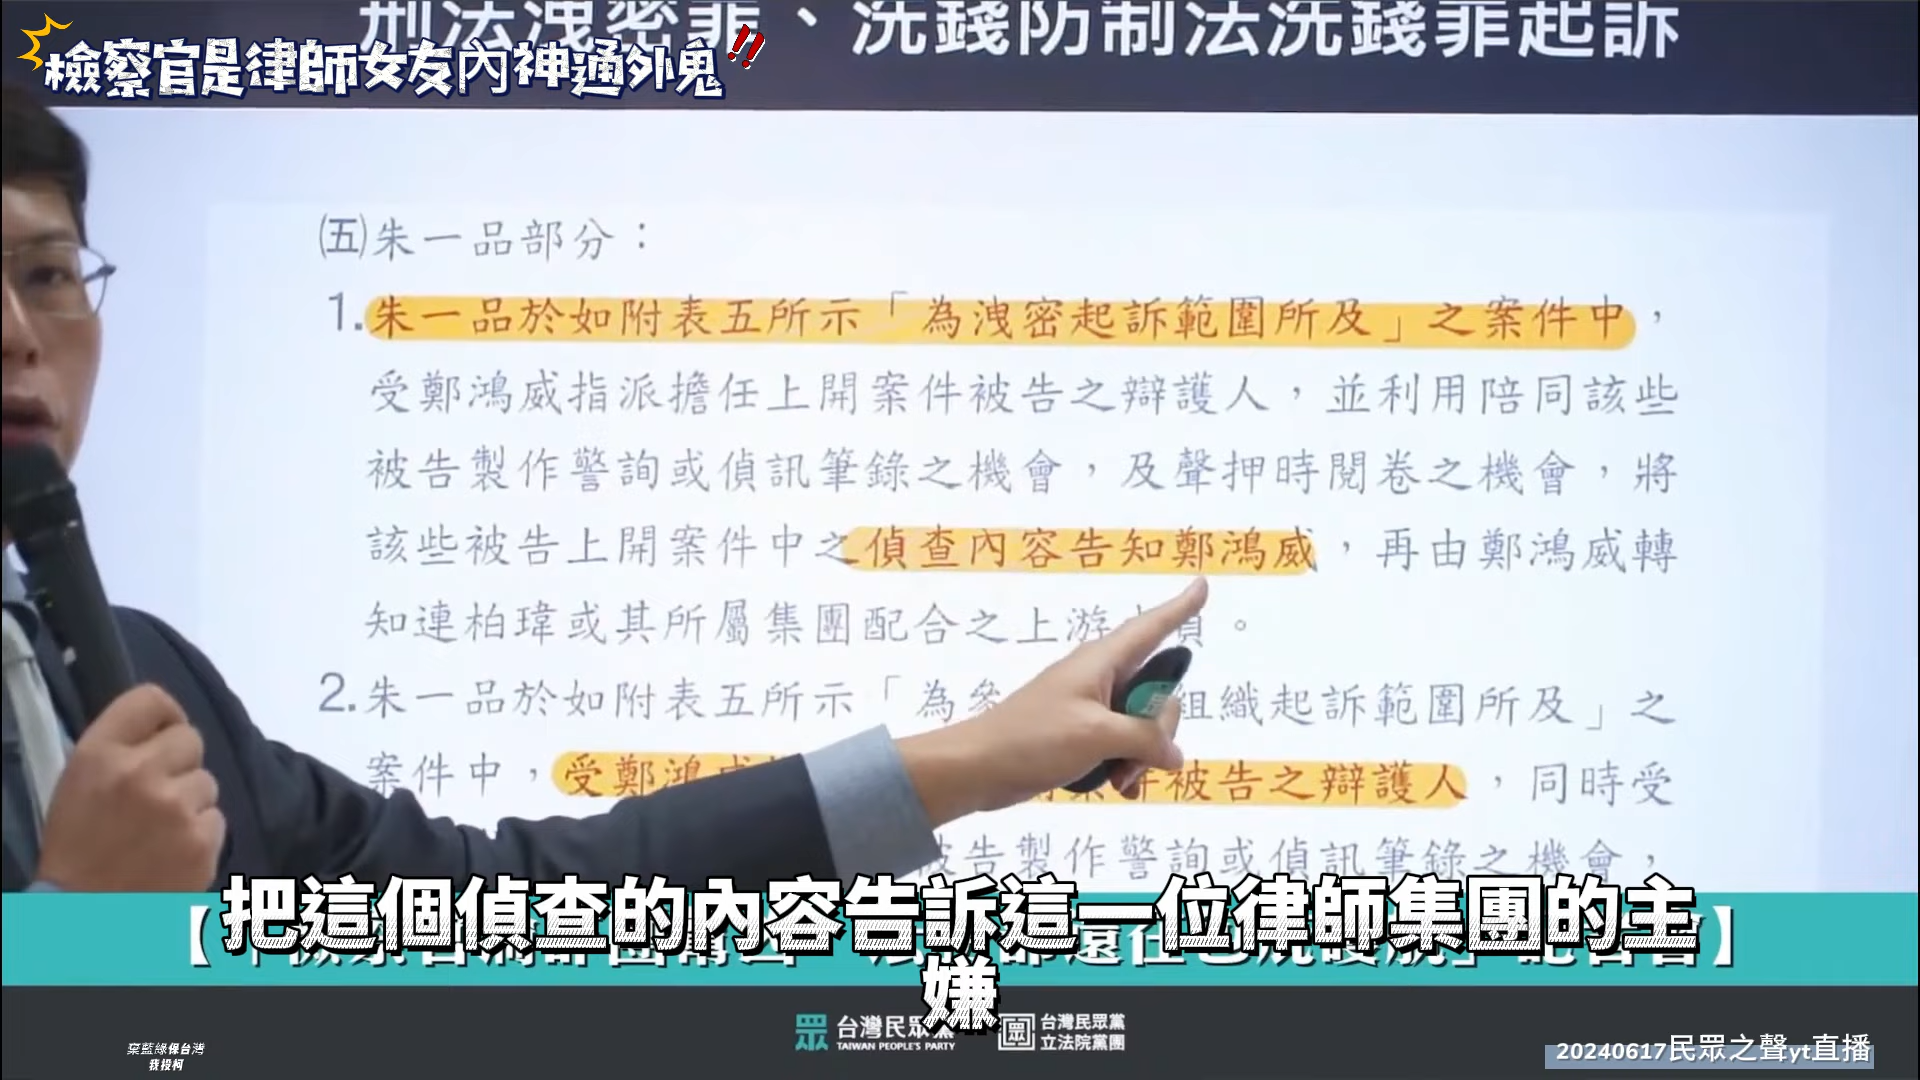 刑法洩密罪、洗錢防制法洗錢罪起訴
檢察官是律師女友內神通外鬼!!
㈤朱一品部分：
1.朱一品於如附表五所示「為洩密起訴範圍所及」之案件中，
受鄭鴻威指派擔任上開案件被告之辯護人，並利用陪同該些
被告製作警詢或偵訊筆錄之機會，及聲押時閱卷之機會，將
該些被告上開案件中之偵查內容告知鄭鴻威，再由鄭鴻威轉
知連柏瑋或其所屬集團配合之上游
2.朱一品於如附表五所示「為參 組織起訴範圍所及」之
案件中，受鄭鴻威 被告之辯護人，同時受
被告製作警詢或偵訊筆錄之機會，
把這個偵查的內容告訴這一位律師集團的主
嫌
眾 台灣民眾黨
TAIWAN PEOPLE'S PARTY
眾 台灣民眾黨
立法院黨團
棄藍綠保台灣
我投柯
20240617民眾之聲yt直播